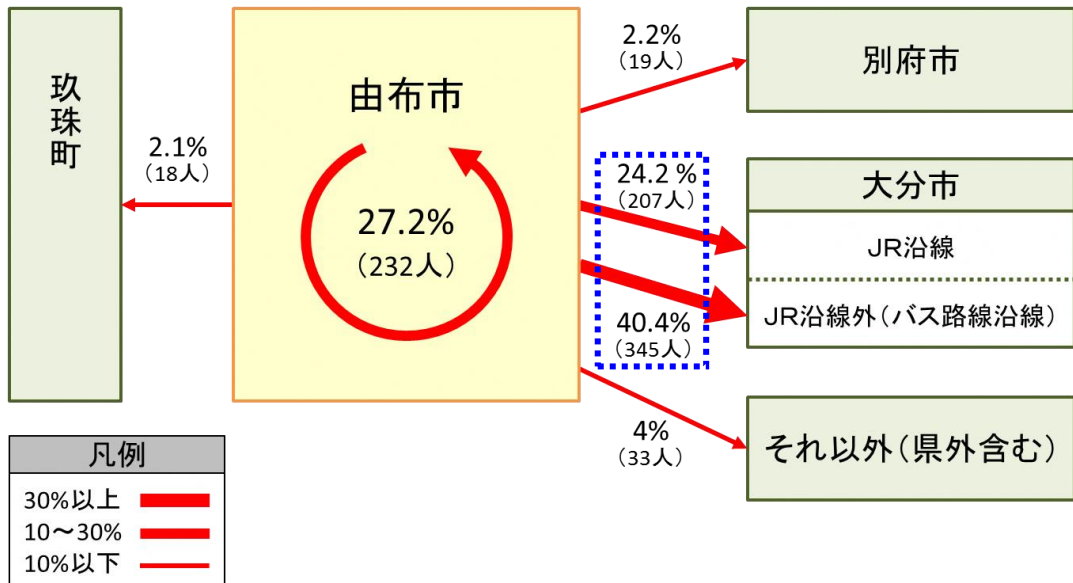 玖珠町
2.1%
（18人）
由布市
27.2%
（232人）
2.2%
（19人）
別府市
24.2 %
（207人）
大分市
JR沿線
JR沿線外（バス路線沿線）
40.4%
（345人）
4%
（33人）
それ以外（県外含む）
凡例
30%以上
10～30%
10%以下